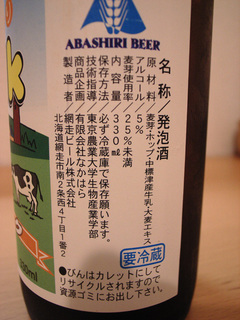 ABASHIRI BEER
名称/発泡酒
原材料 麦芽・ホップ・中標津産牛乳・大麦エキス
アルコール 5%
麦芽使用率 25%未満
内容量 330ml
保存方法/必ず冷蔵庫で保存願います。
技術指導/東京農業大学生物産業学部
商品企画/有限会社なかはら
製造者/網走ビール株式会社
北海道網走市南2条西4丁目1番2
要冷蔵
●びんはカレットにして
リサイクルされますので
資源ゴミにお出し下さい。